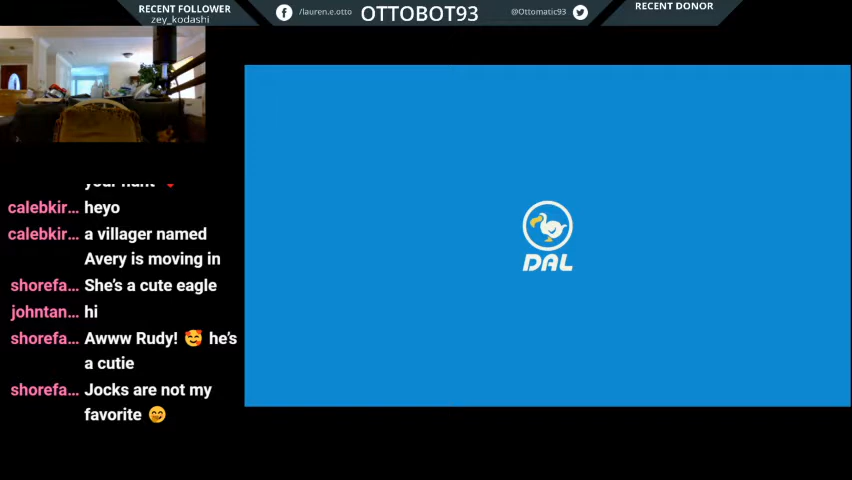 RECENT FOLLOWER
zey_kodashi
/lauren.e.otto
OTTOBOT93
@Ottomatic93
RECENT DONOR
calebkir… heyo
calebkir… a villager named
Avery is moving in
shorefa… She's a cute eagle
johntan… hi
shorefa… Awww Rudy! 🥰 he's
a cutie
shorefa… Jocks are not my
favorite 🤭
DAL